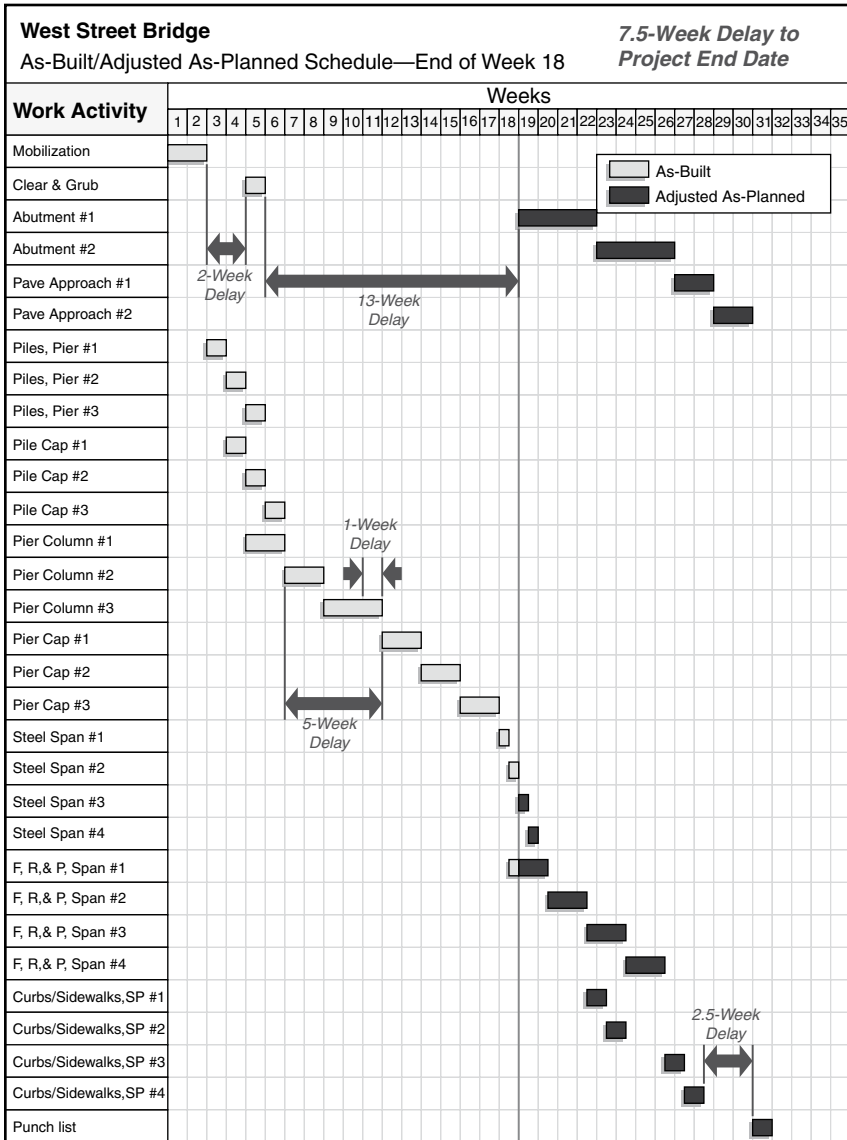 West Street Bridge
As-Built/Adjusted As-Planned Schedule—End of Week 18
7.5-Week Delay to
Project End Date
Work Activity
Weeks
1 2 3 4 5 6 7 8 9 10 11 12 13 14 15 16 17 18 19 20 21 22 23 24 25 26 27 28 29 30 31 32 33 34 35
Mobilization
Clear & Grub
As-Built
Adjusted As-Planned
Abutment #1
Abutment #2
2-Week
Delay
13-Week
Delay
Pave Approach #1
Pave Approach #2
Piles, Pier #1
Piles, Pier #2
Piles, Pier #3
Pile Cap #1
Pile Cap #2
Pile Cap #3
1-Week
Delay
Pier Column #1
Pier Column #2
Pier Column #3
Pier Cap #1
Pier Cap #2
Pier Cap #3
5-Week
Delay
Steel Span #1
Steel Span #2
Steel Span #3
Steel Span #4
F, R,& P, Span #1
F, R,& P, Span #2
F, R,& P, Span #3
F, R,& P, Span #4
Curbs/Sidewalks,SP #1
Curbs/Sidewalks,SP #2
2.5-Week
Delay
Curbs/Sidewalks,SP #3
Curbs/Sidewalks,SP #4
Punch list